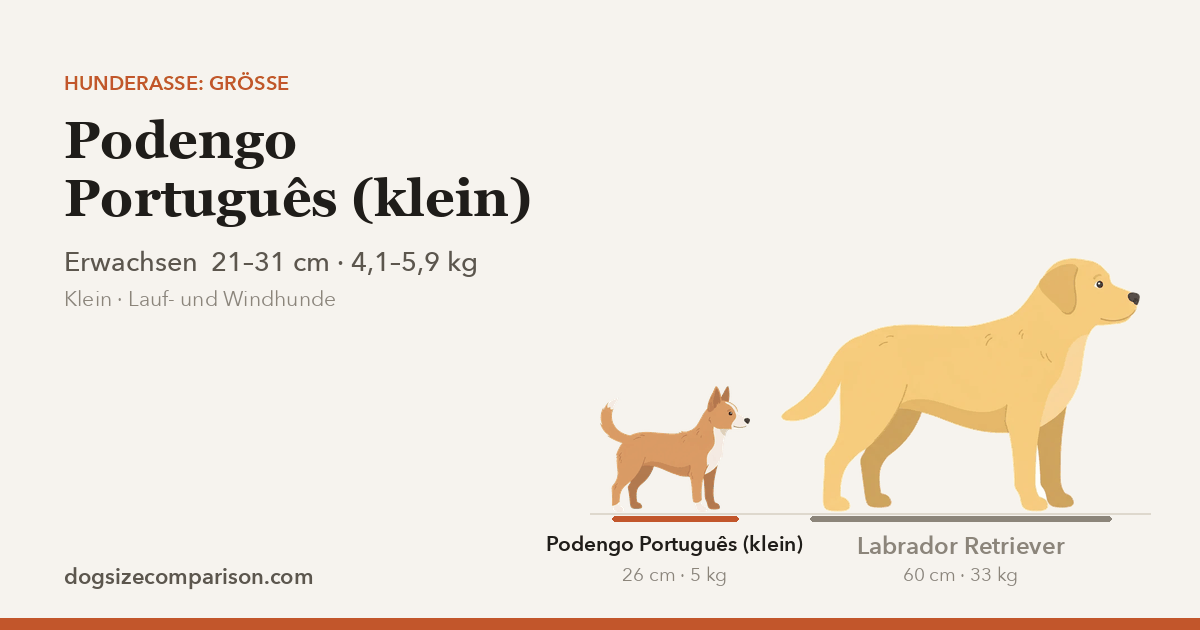 HUNDERASSE: GRÖSSE
Podengo
Português (klein)
Erwachsen 21–31 cm · 4,1–5,9 kg
Klein · Lauf- und Windhunde
Podengo Português (klein)
26 cm · 5 kg
Labrador Retriever
60 cm · 33 kg
dogsizecomparison.com